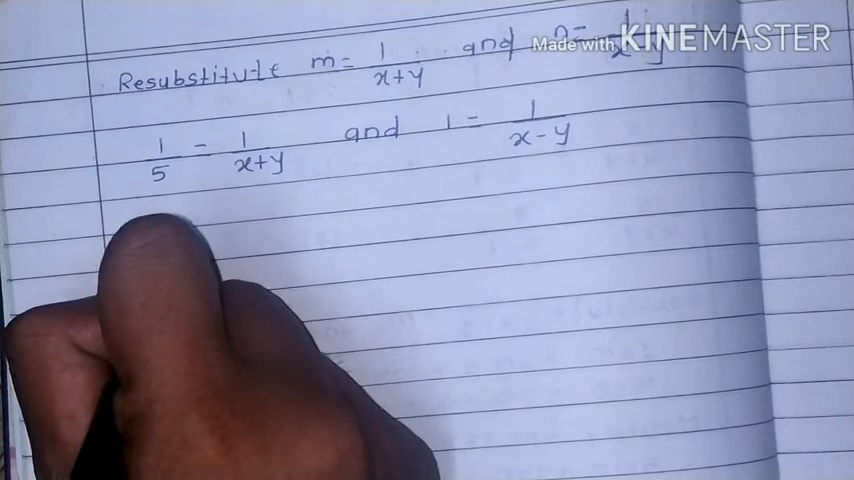 Resubstitute m = 1/(x+y) and n =
Made with KINEMASTER
1/5 = 1/(x+y) and 1 = 1/(x-y)